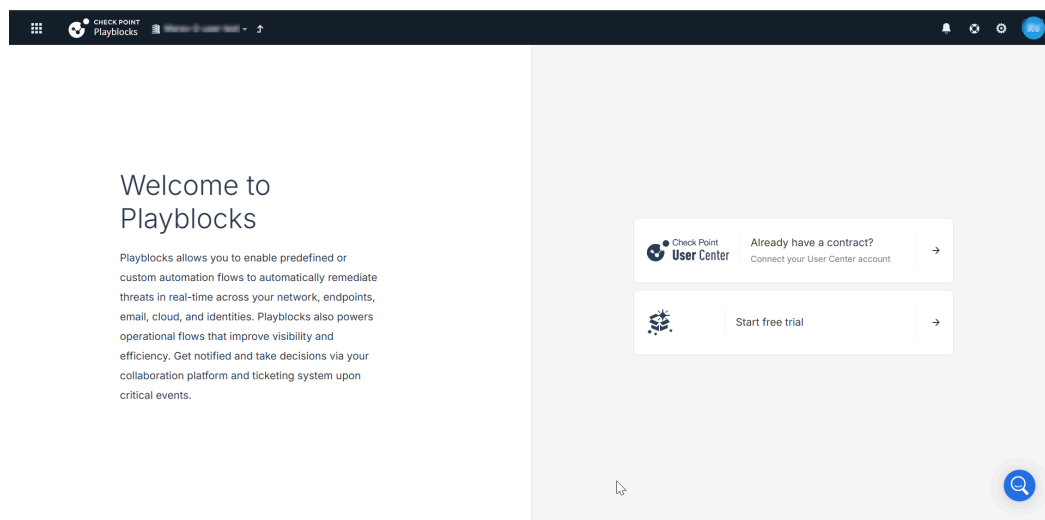 CHECK POINT
Playblocks
Welcome to
Playblocks
Playblocks allows you to enable predefined or
custom automation flows to automatically remediate
threats in real-time across your network, endpoints,
email, cloud, and identities. Playblocks also powers
operational flows that improve visibility and
efficiency. Get notified and take decisions via your
collaboration platform and ticketing system upon
critical events.
Check Point
User Center
Already have a contract?
Connect your User Center account
Start free trial